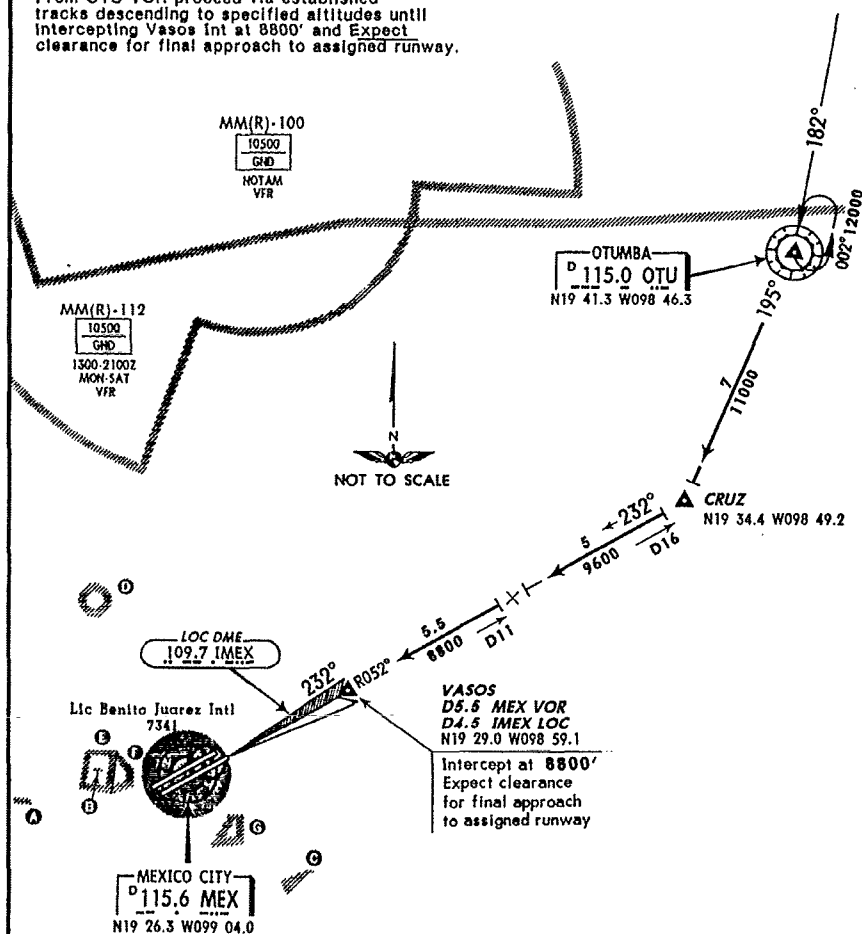 From OTU VOR proceed via established
tracks descending to specified altitudes until
intercepting Vasos Int at 8800' and Expect
clearance for final approach to assigned runway.
182°
MM(R)-100
10500
GND
NOTAM
VFR
002° 12000
OTUMBA
D 115.0 OTU
N19 41.3 W098 46.3
195°
MM(R)-112
10500
GND
1300-2100Z
MON-SAT
VFR
7
11000
N
NOT TO SCALE
CRUZ
N19 34.4 W098 49.2
232°
5
9600
D16
5.5
8800
D11
D
LOC DME
109.7 IMEX
232°
R052°
VASOS
D5.5 MEX VOR
D4.5 IMEX LOC
N19 29.0 W098 59.1
Intercept at 8800'
Expect clearance
for final approach
to assigned runway
Lic Benito Juarez Intl
7341
E
F
B
A
G
C
MEXICO CITY
D 115.6 MEX
N19 26.3 W099 04.0